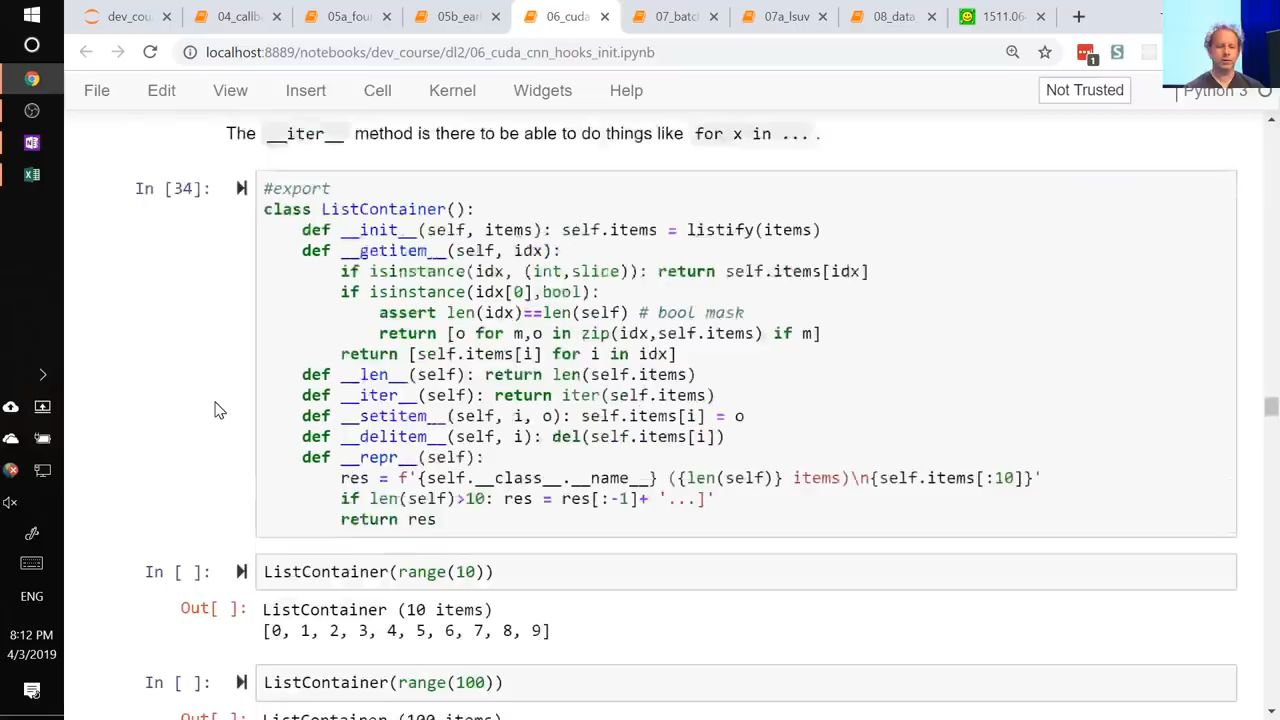 dev_cou
04_callb
05a_fou
05b_earl
06_cuda
07_batch
07a_lsuv
08_data_
1511.06
localhost:8889/notebooks/dev_course/dl2/06_cuda_cnn_hooks_init.ipynb
1
S
File Edit View Insert Cell Kernel Widgets Help
Not Trusted
Python 3
The __iter__ method is there to be able to do things like for x in ... .
In [34]:
#export
class ListContainer():
def __init__(self, items): self.items = listify(items)
def __getitem__(self, idx):
if isinstance(idx, (int,slice)): return self.items[idx]
if isinstance(idx[0],bool):
assert len(idx)==len(self) # bool mask
return [o for m,o in zip(idx,self.items) if m]
return [self.items[i] for i in idx]
def __len__(self): return len(self.items)
def __iter__(self): return iter(self.items)
def __setitem__(self, i, o): self.items[i] = o
def __delitem__(self, i): del(self.items[i])
def __repr__(self):
res = f'{self.__class__.__name__} ({len(self)} items)\n{self.items[:10]}'
if len(self)>10: res = res[:-1]+ '...]'
return res
In [ ]: ListContainer(range(10))
Out[ ]: ListContainer (10 items)
[0, 1, 2, 3, 4, 5, 6, 7, 8, 9]
In [ ]: ListContainer(range(100))
Out[ ]: ListContainer (100 items)
ENG
8:12 PM
4/3/2019